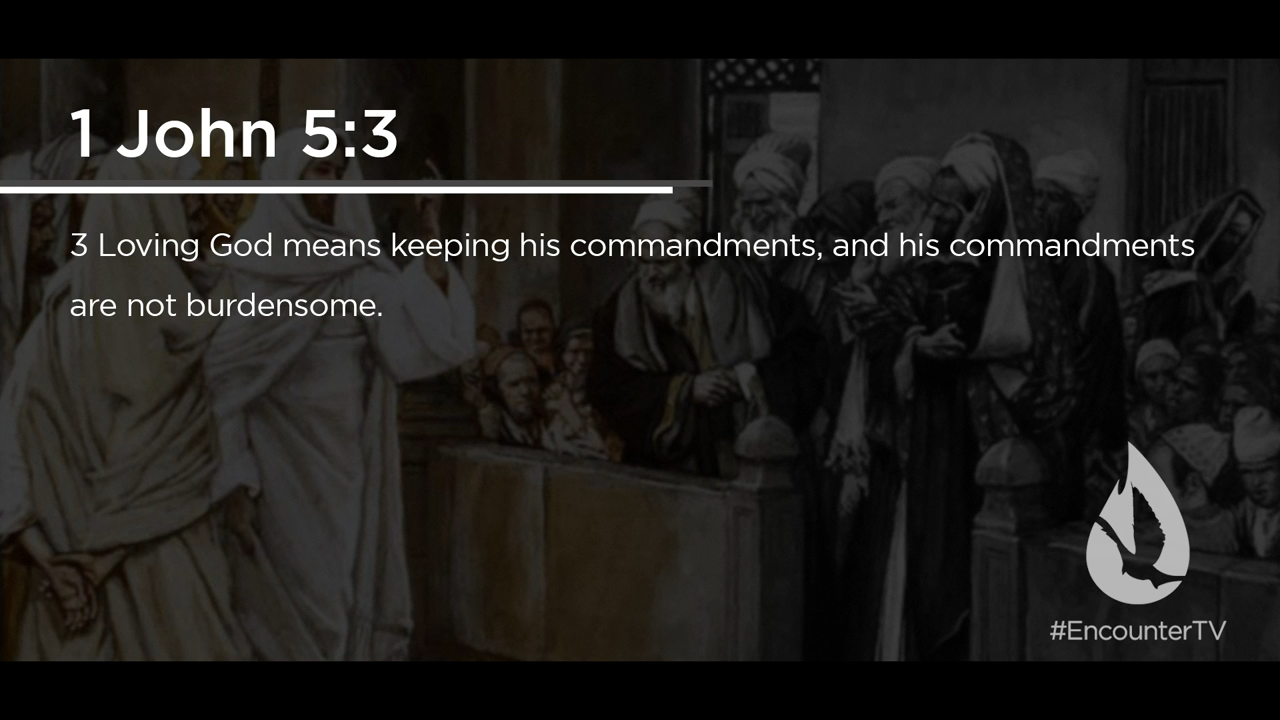 1 John 5:3
3 Loving God means keeping his commandments, and his commandments
are not burdensome.
#EncounterTV